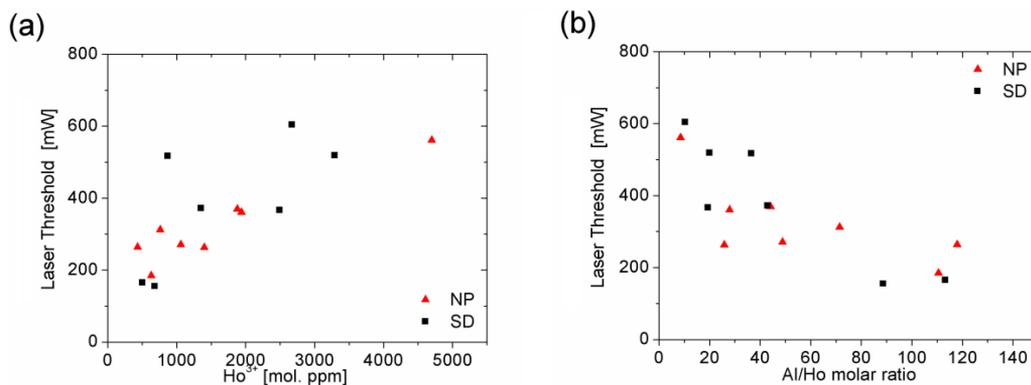 (a)
800
600
400
200
0
Laser Threshold [mW]
NP
SD
0 1000 2000 3000 4000 5000
Ho³⁺ [mol. ppm]
(b)
800
600
400
200
0
Laser Threshold [mW]
NP
SD
0 20 40 60 80 100 120 140
Al/Ho molar ratio